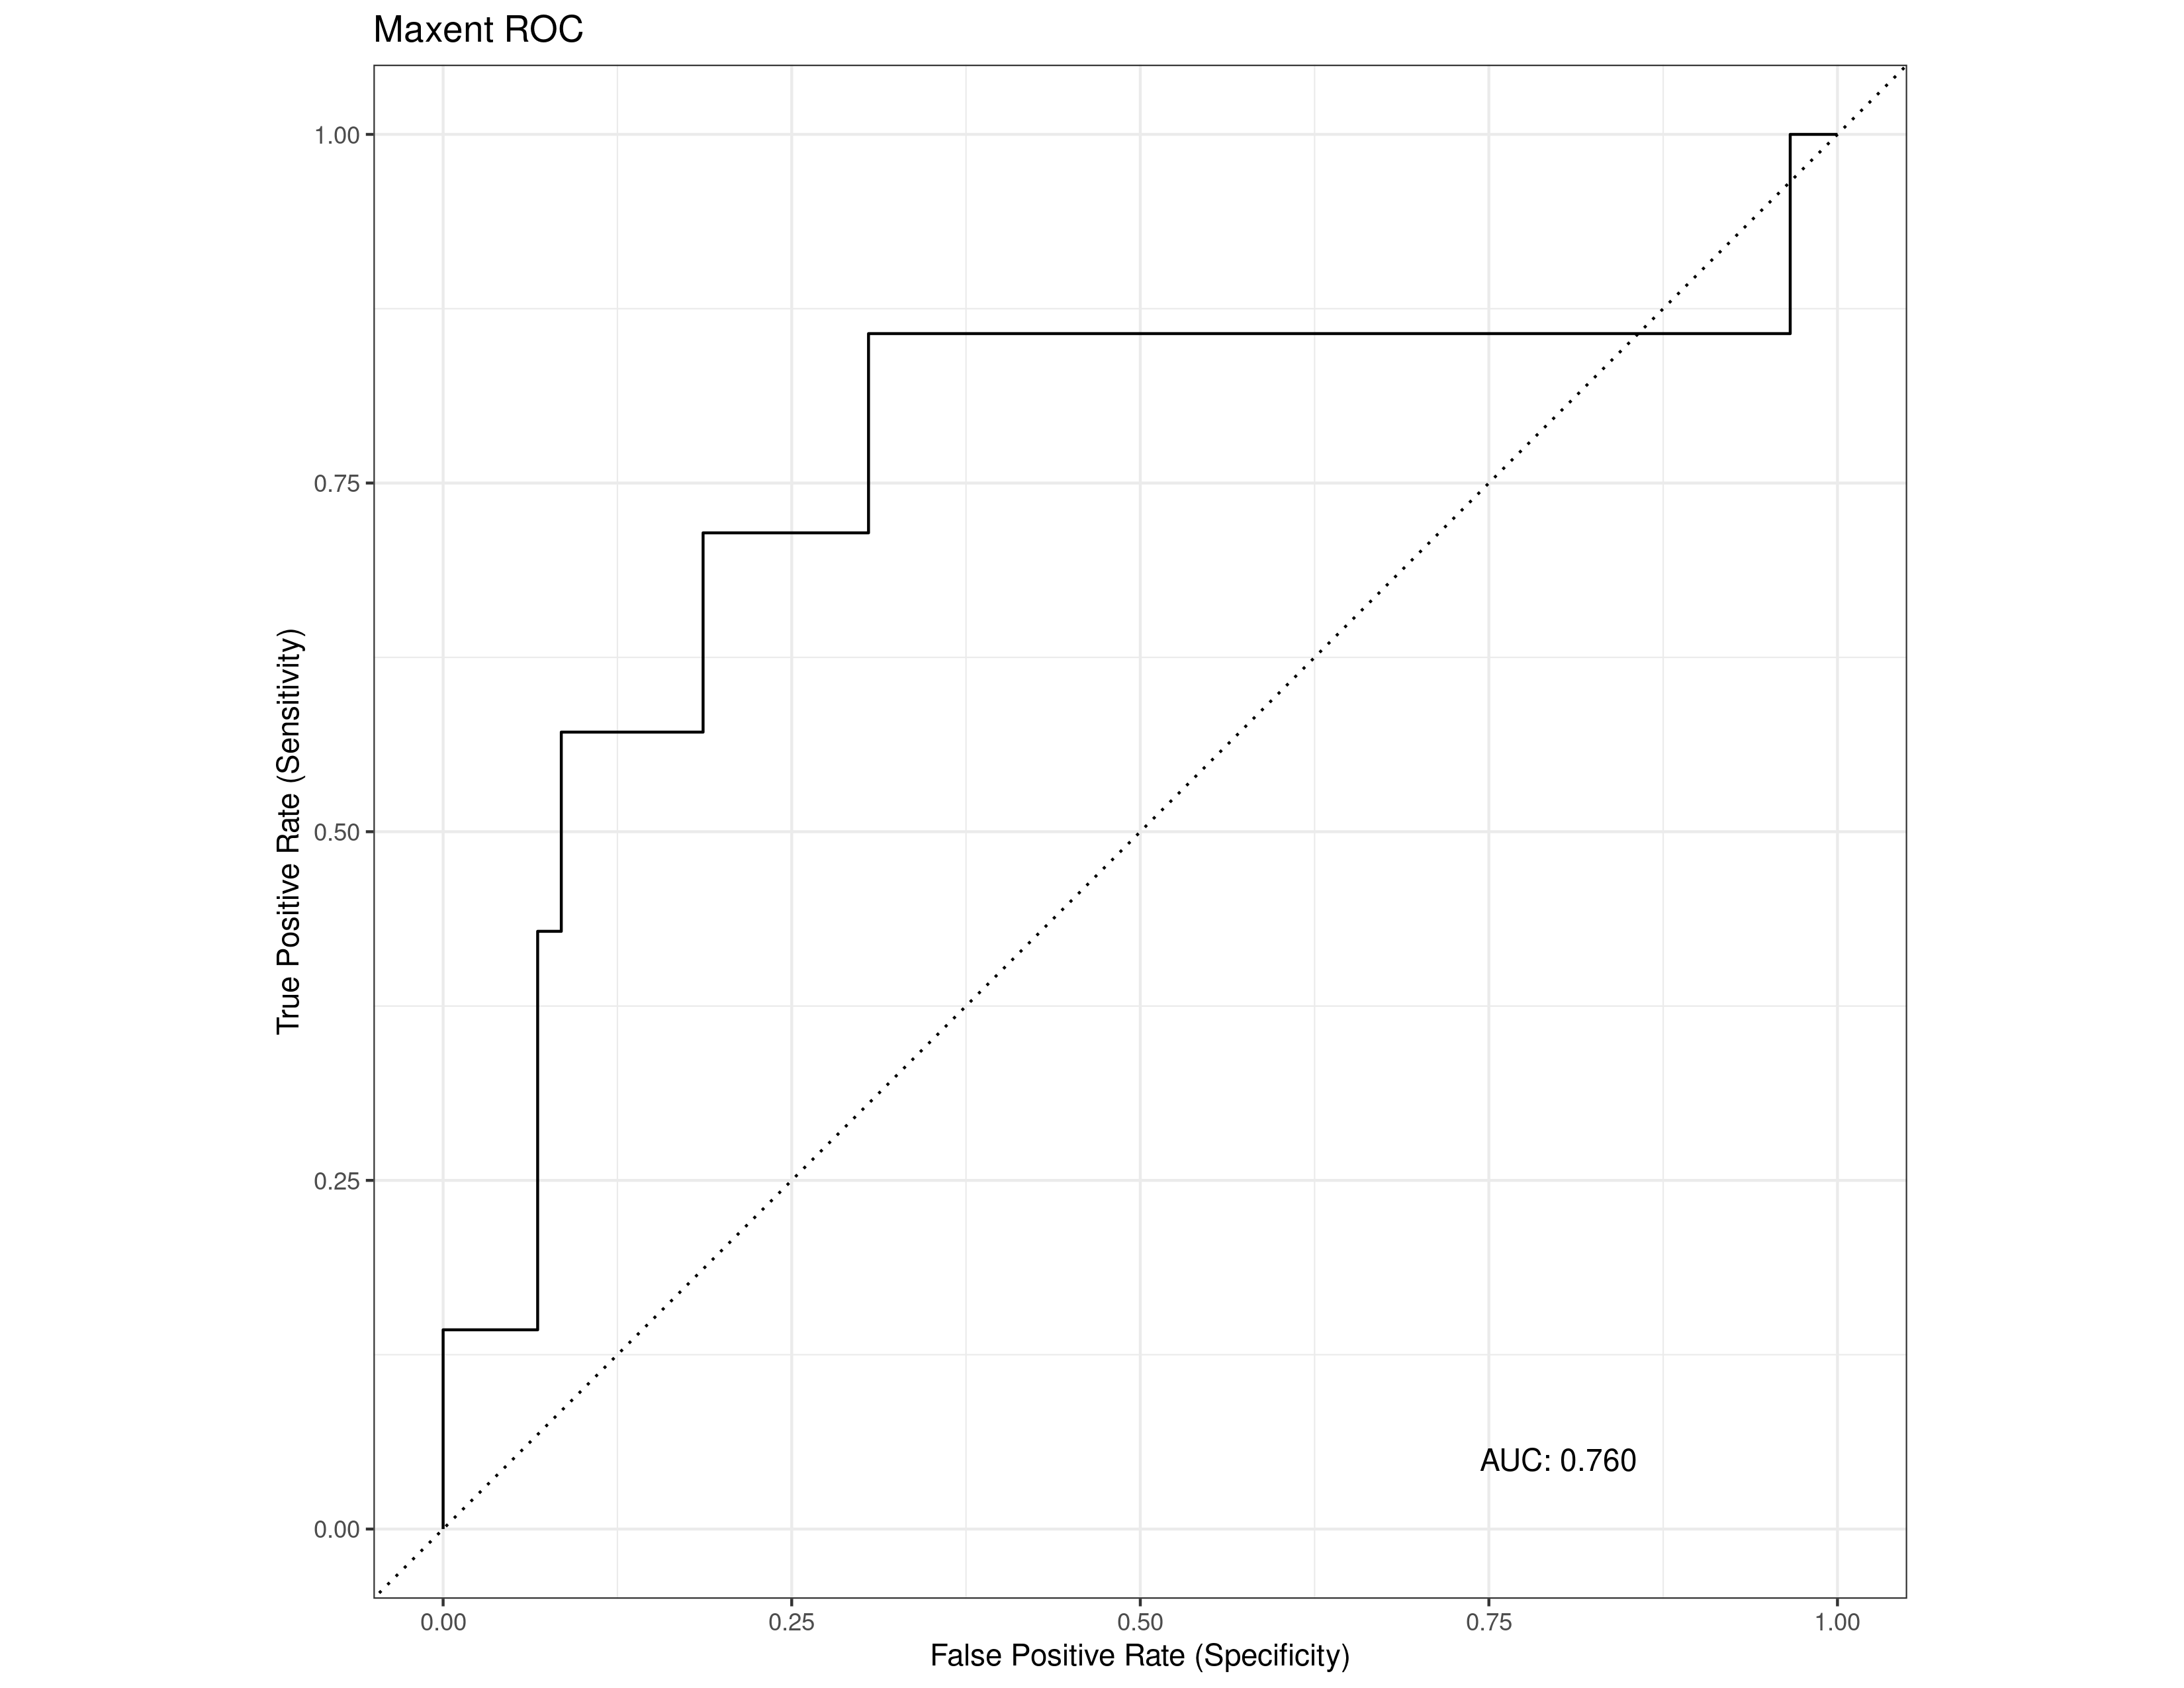 Maxent ROC
True Positive Rate (Sensitivity)
1.00
0.75
0.50
0.25
0.00
AUC: 0.760
0.00 0.25 0.50 0.75 1.00
False Positive Rate (Specificity)